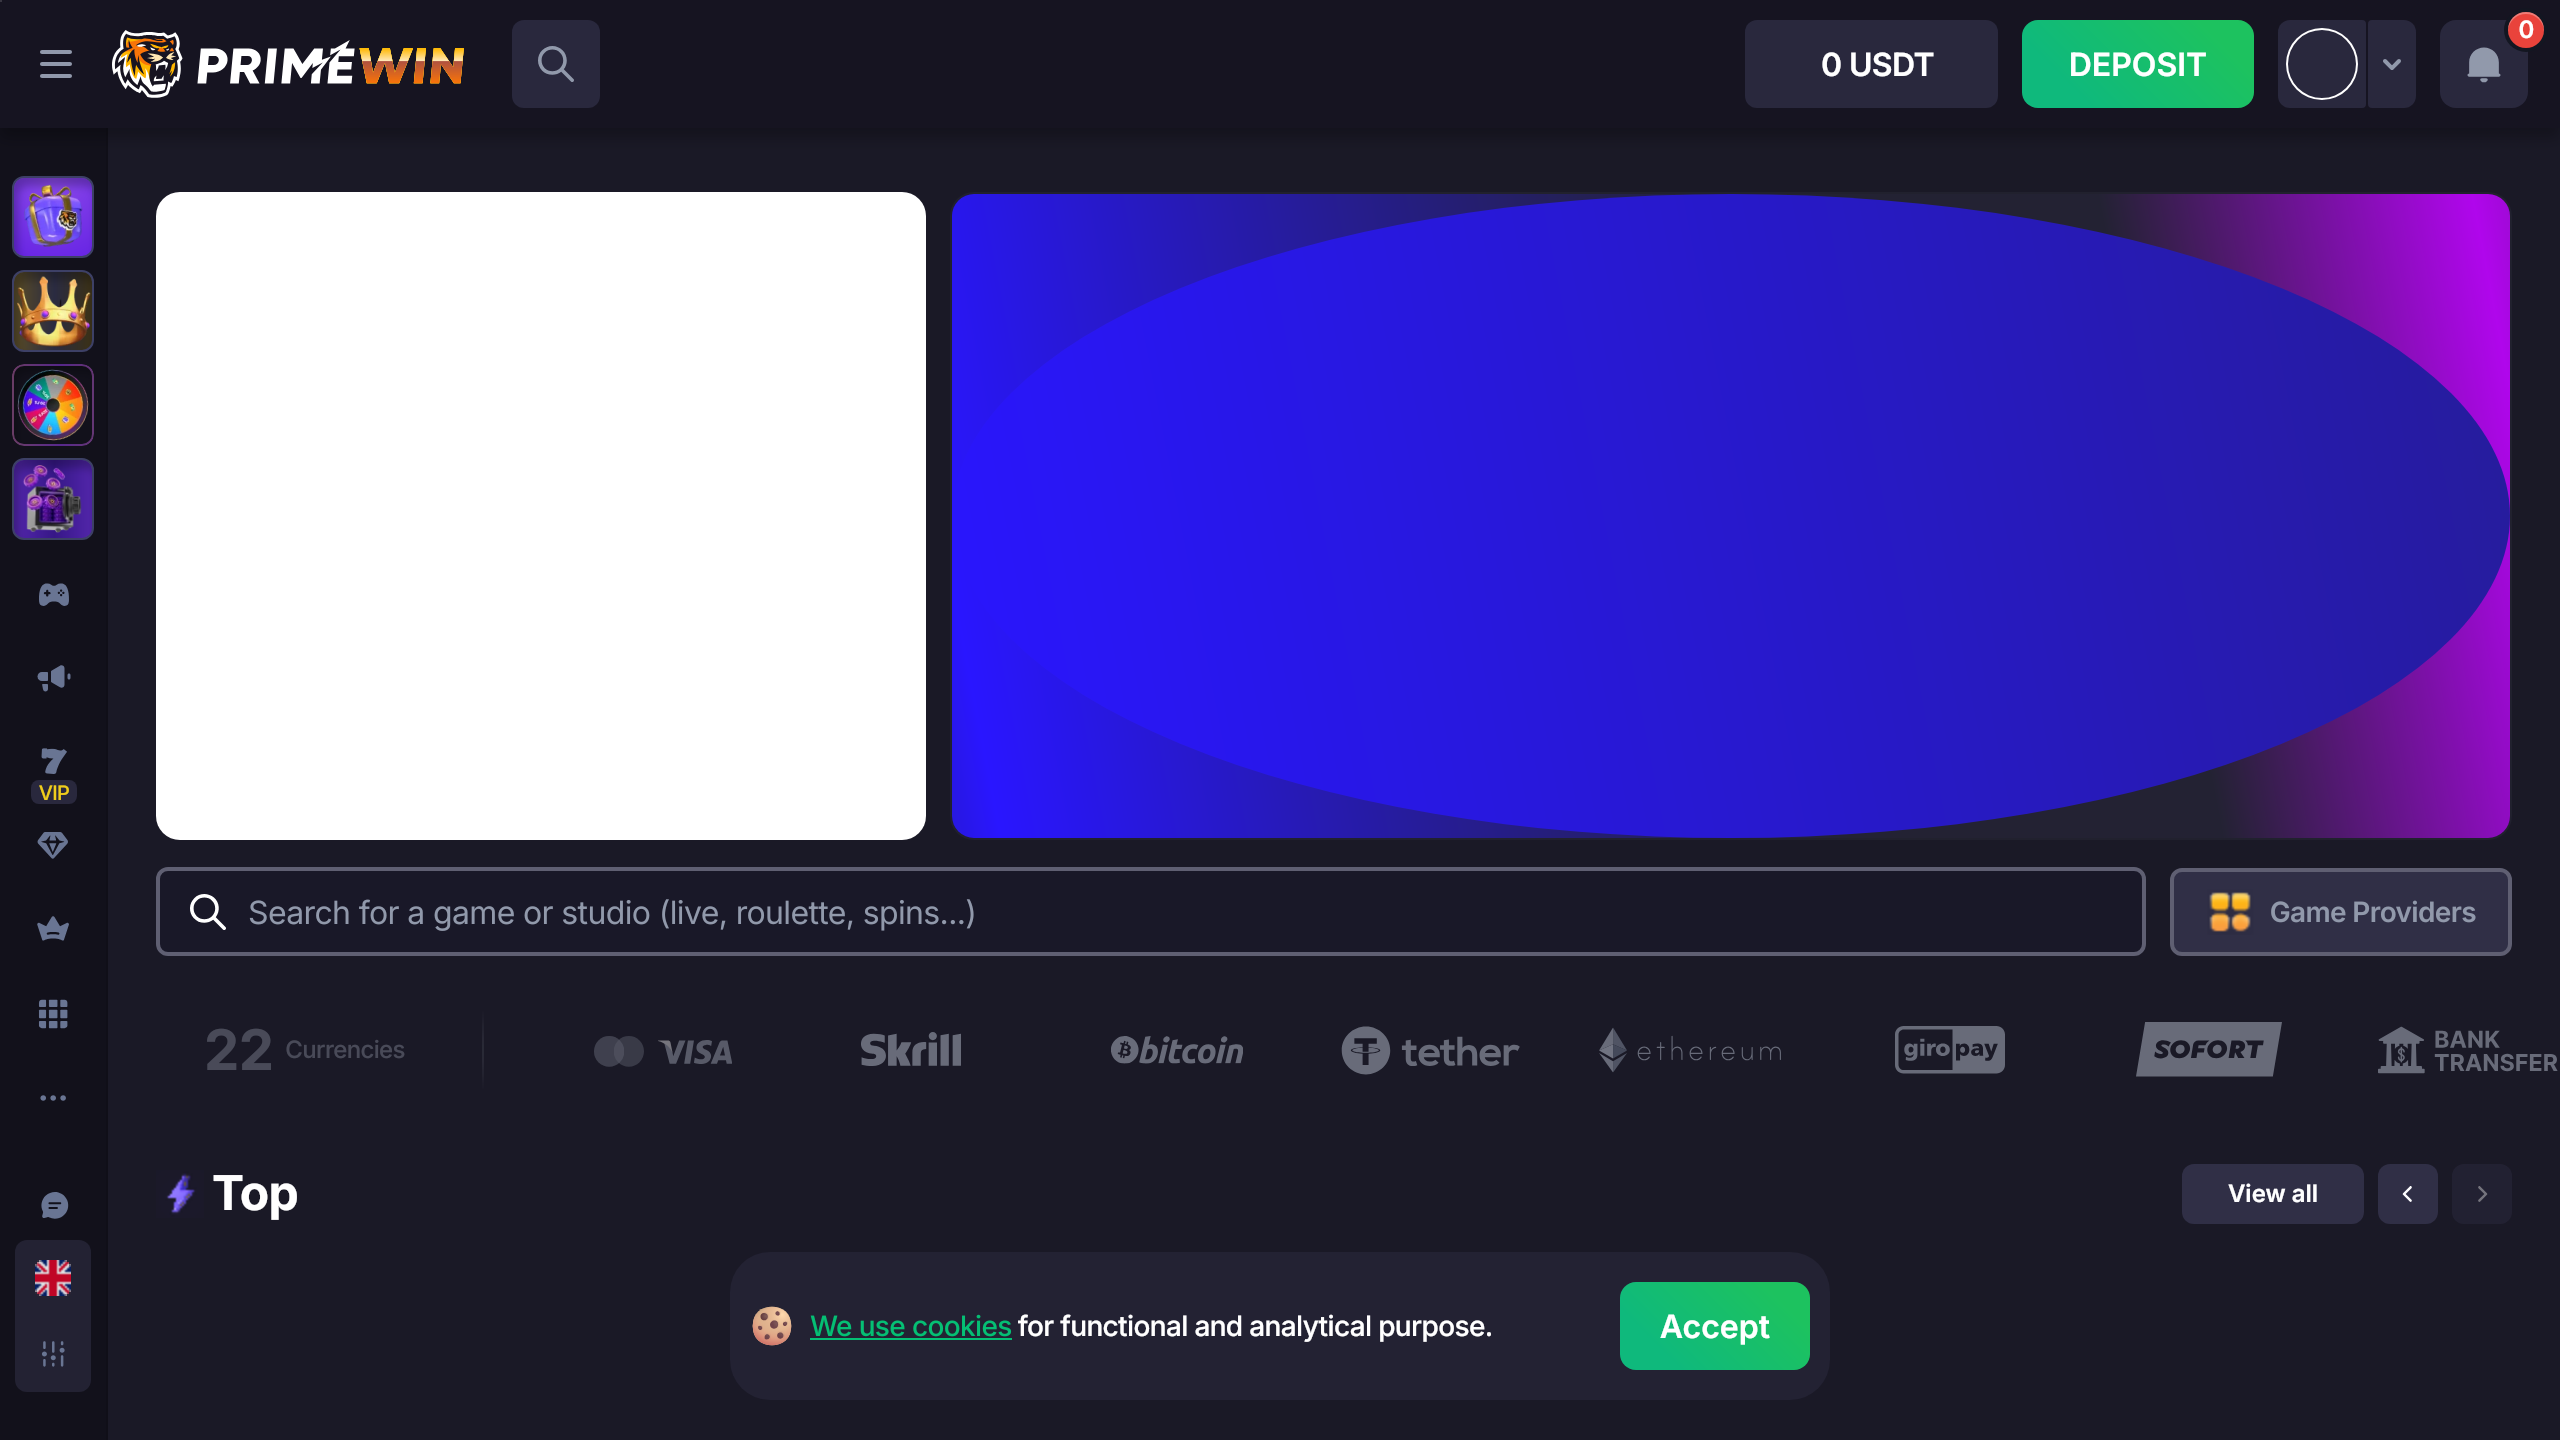 PRIMEWIN
0 USDT
DEPOSIT
0
VIP
Search for a game or studio (live, roulette, spins...)
Game Providers
22 Currencies
VISA
Skrill
bitcoin
tether
ethereum
giropay
SOFORT
BANK
TRANSFER
Top
View all
We use cookies for functional and analytical purpose.
Accept